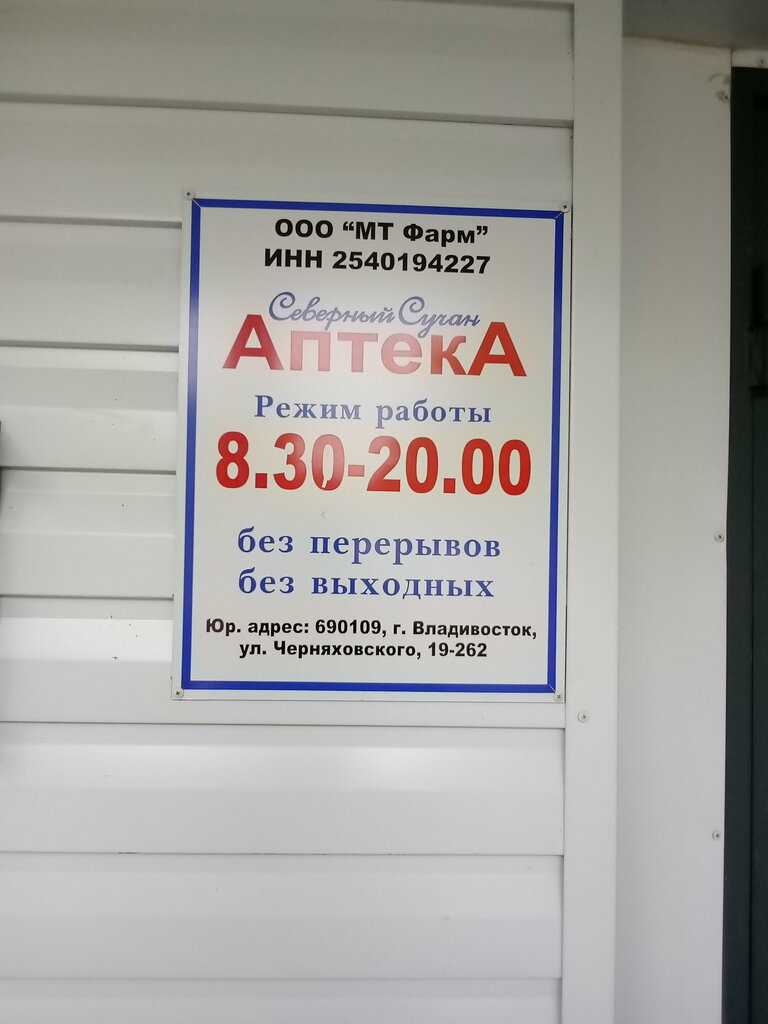 ООО “МТ Фарм”
ИНН 2540194227
Северный Сучан
АптекА
Режим работы
8.30-20.00
без перерывов
без выходных
Юр. адрес: 690109, г. Владивосток,
ул. Черняховского, 19-262